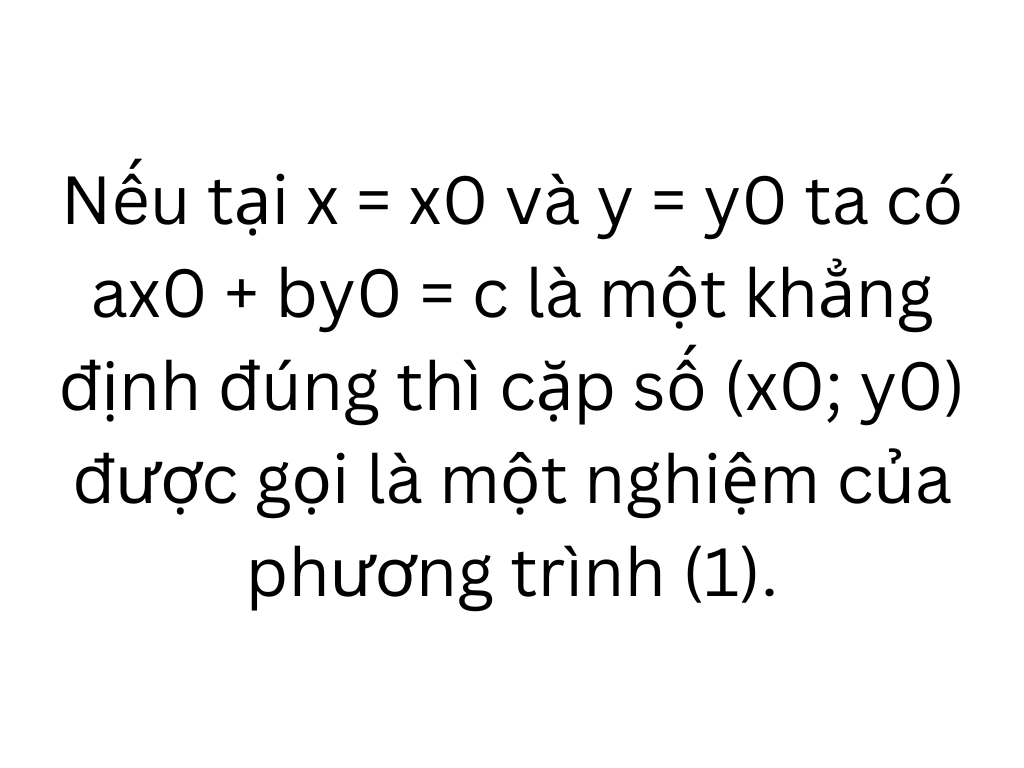 Nếu tại x = x0 và y = y0 ta có
ax0 + by0 = c là một khẳng
định đúng thì cặp số (x0; y0)
được gọi là một nghiệm của
phương trình (1).